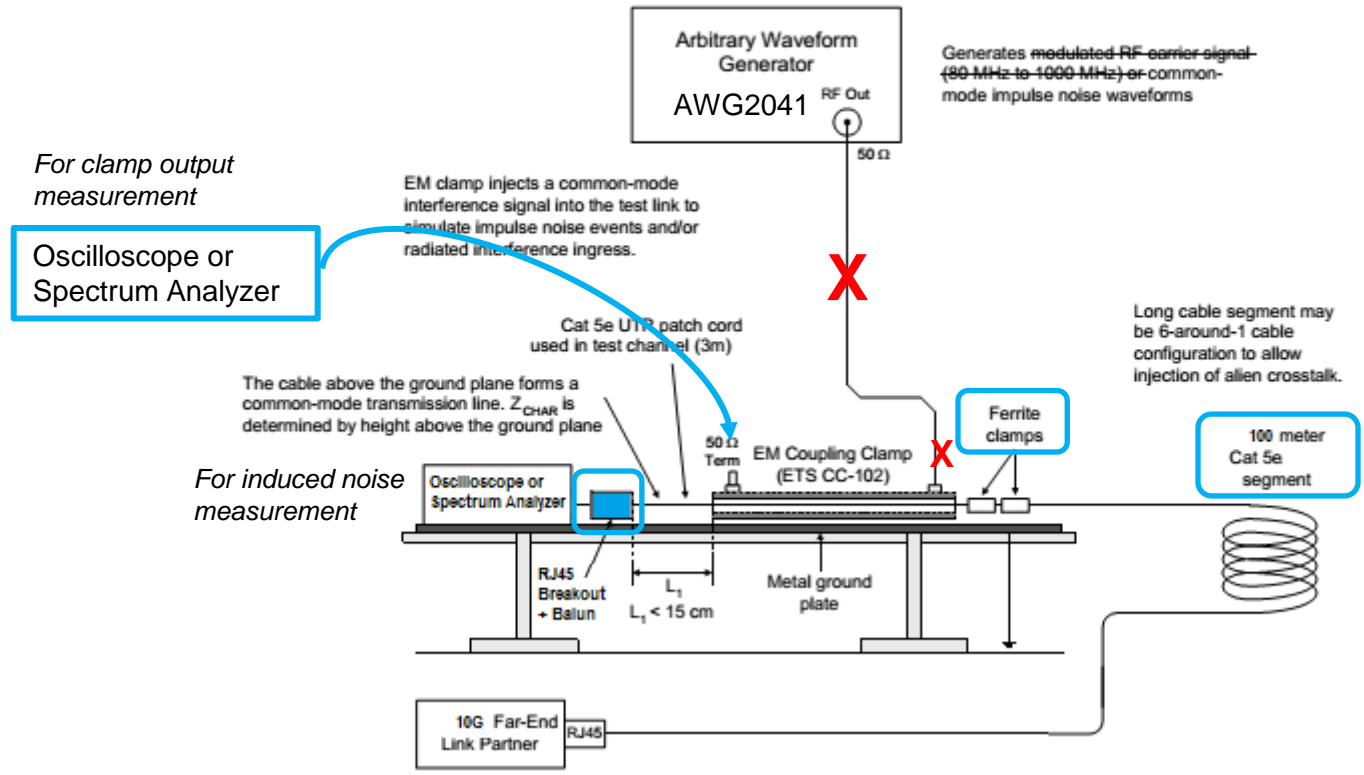 Arbitrary Waveform
Generator
AWG2041
RF Out
50 Ω
Generates modulated RF carrier signal
(80 MHz to 1000 MHz) or common-
mode impulse noise waveforms
For clamp output
measurement
Oscilloscope or
Spectrum Analyzer
EM clamp injects a common-mode
interference signal into the test link to
simulate impulse noise events and/or
radiated interference ingress.
X
Cat 5e UTP patch cord
used in test channel (3m)
Long cable segment may
be 6-around-1 cable
configuration to allow
injection of alien crosstalk.
The cable above the ground plane forms a
common-mode transmission line. Z_CHAR is
determined by height above the ground plane
50 Ω
Term
EM Coupling Clamp
(ETS CC-102)
X
Ferrite
clamps
100 meter
Cat 5e
segment
For induced noise
measurement
Oscilloscope or
Spectrum Analyzer
RJ45
Breakout
+ Balun
L₁
L₁ < 15 cm
Metal ground
plate
10G Far-End
Link Partner
RJ45